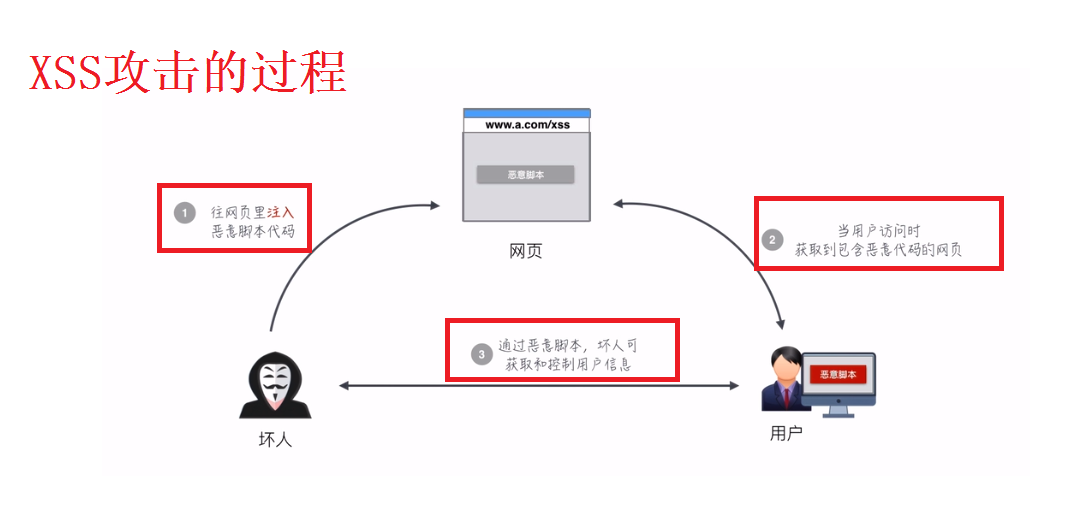 XSS攻击的过程
www.a.com/xss
恶意脚本
网页
1
往网页里注入
恶意脚本代码
2
当用户访问时
获取到包含恶意代码的网页
3
通过恶意脚本，坏人可
获取和控制用户信息
坏人
恶意脚本
用户